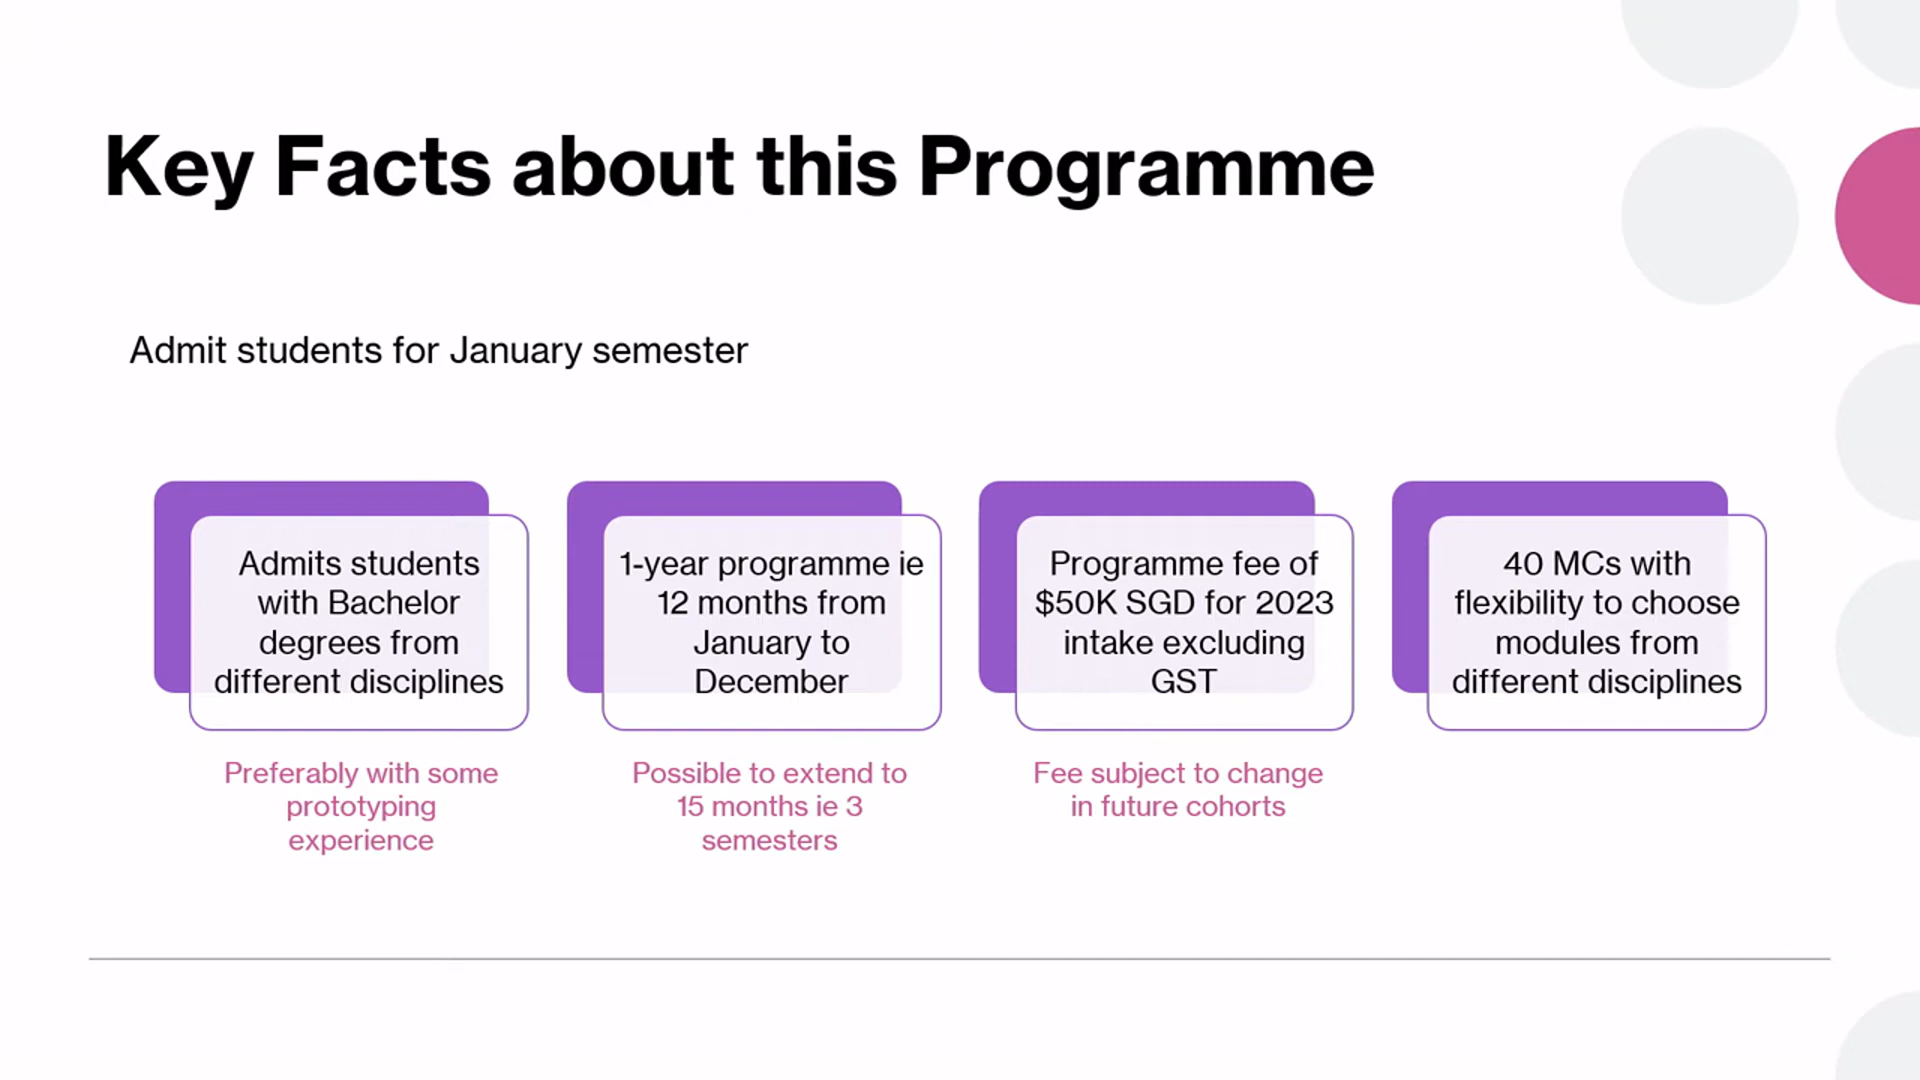 Key Facts about this Programme
Admit students for January semester
Admits students
with Bachelor
degrees from
different disciplines
Preferably with some
prototyping
experience
1-year programme ie
12 months from
January to
December
Possible to extend to
15 months ie 3
semesters
Programme fee of
$50K SGD for 2023
intake excluding
GST
Fee subject to change
in future cohorts
40 MCs with
flexibility to choose
modules from
different disciplines